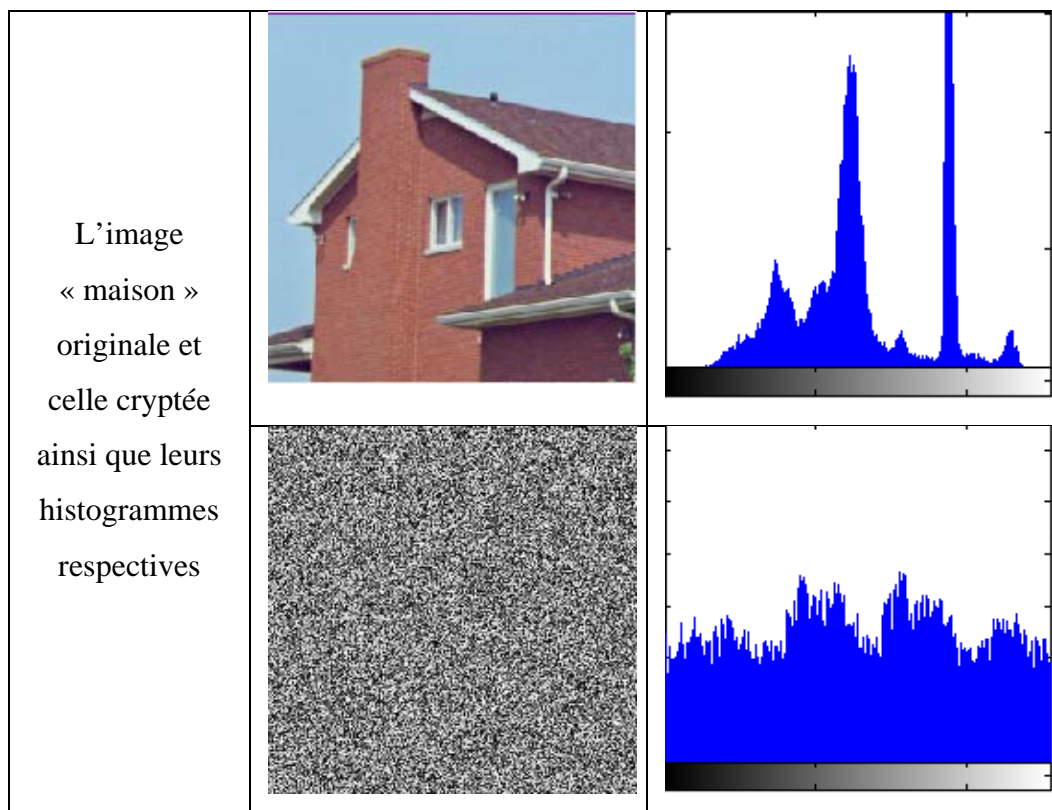 L’image
« maison »
originale et
celle cryptée
ainsi que leurs
histogrammes
respectives